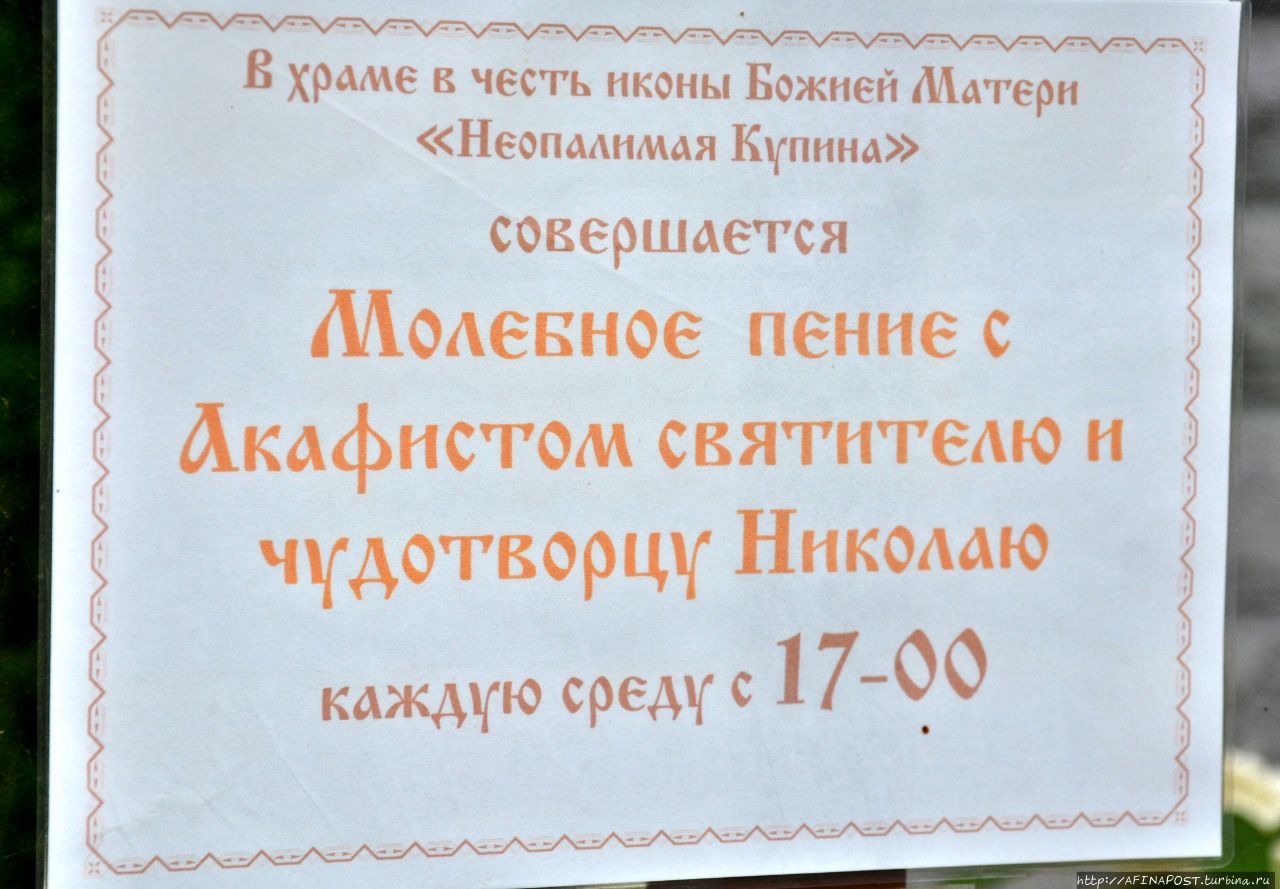 В храме в честь иконы Божией Матери
«Неопалимая Купина»
совершается
Молебное пение с
Акафистом святителю и
чудотворцу Николаю
каждую среду с 17-00
http://AFINAPOST.turbina.ru